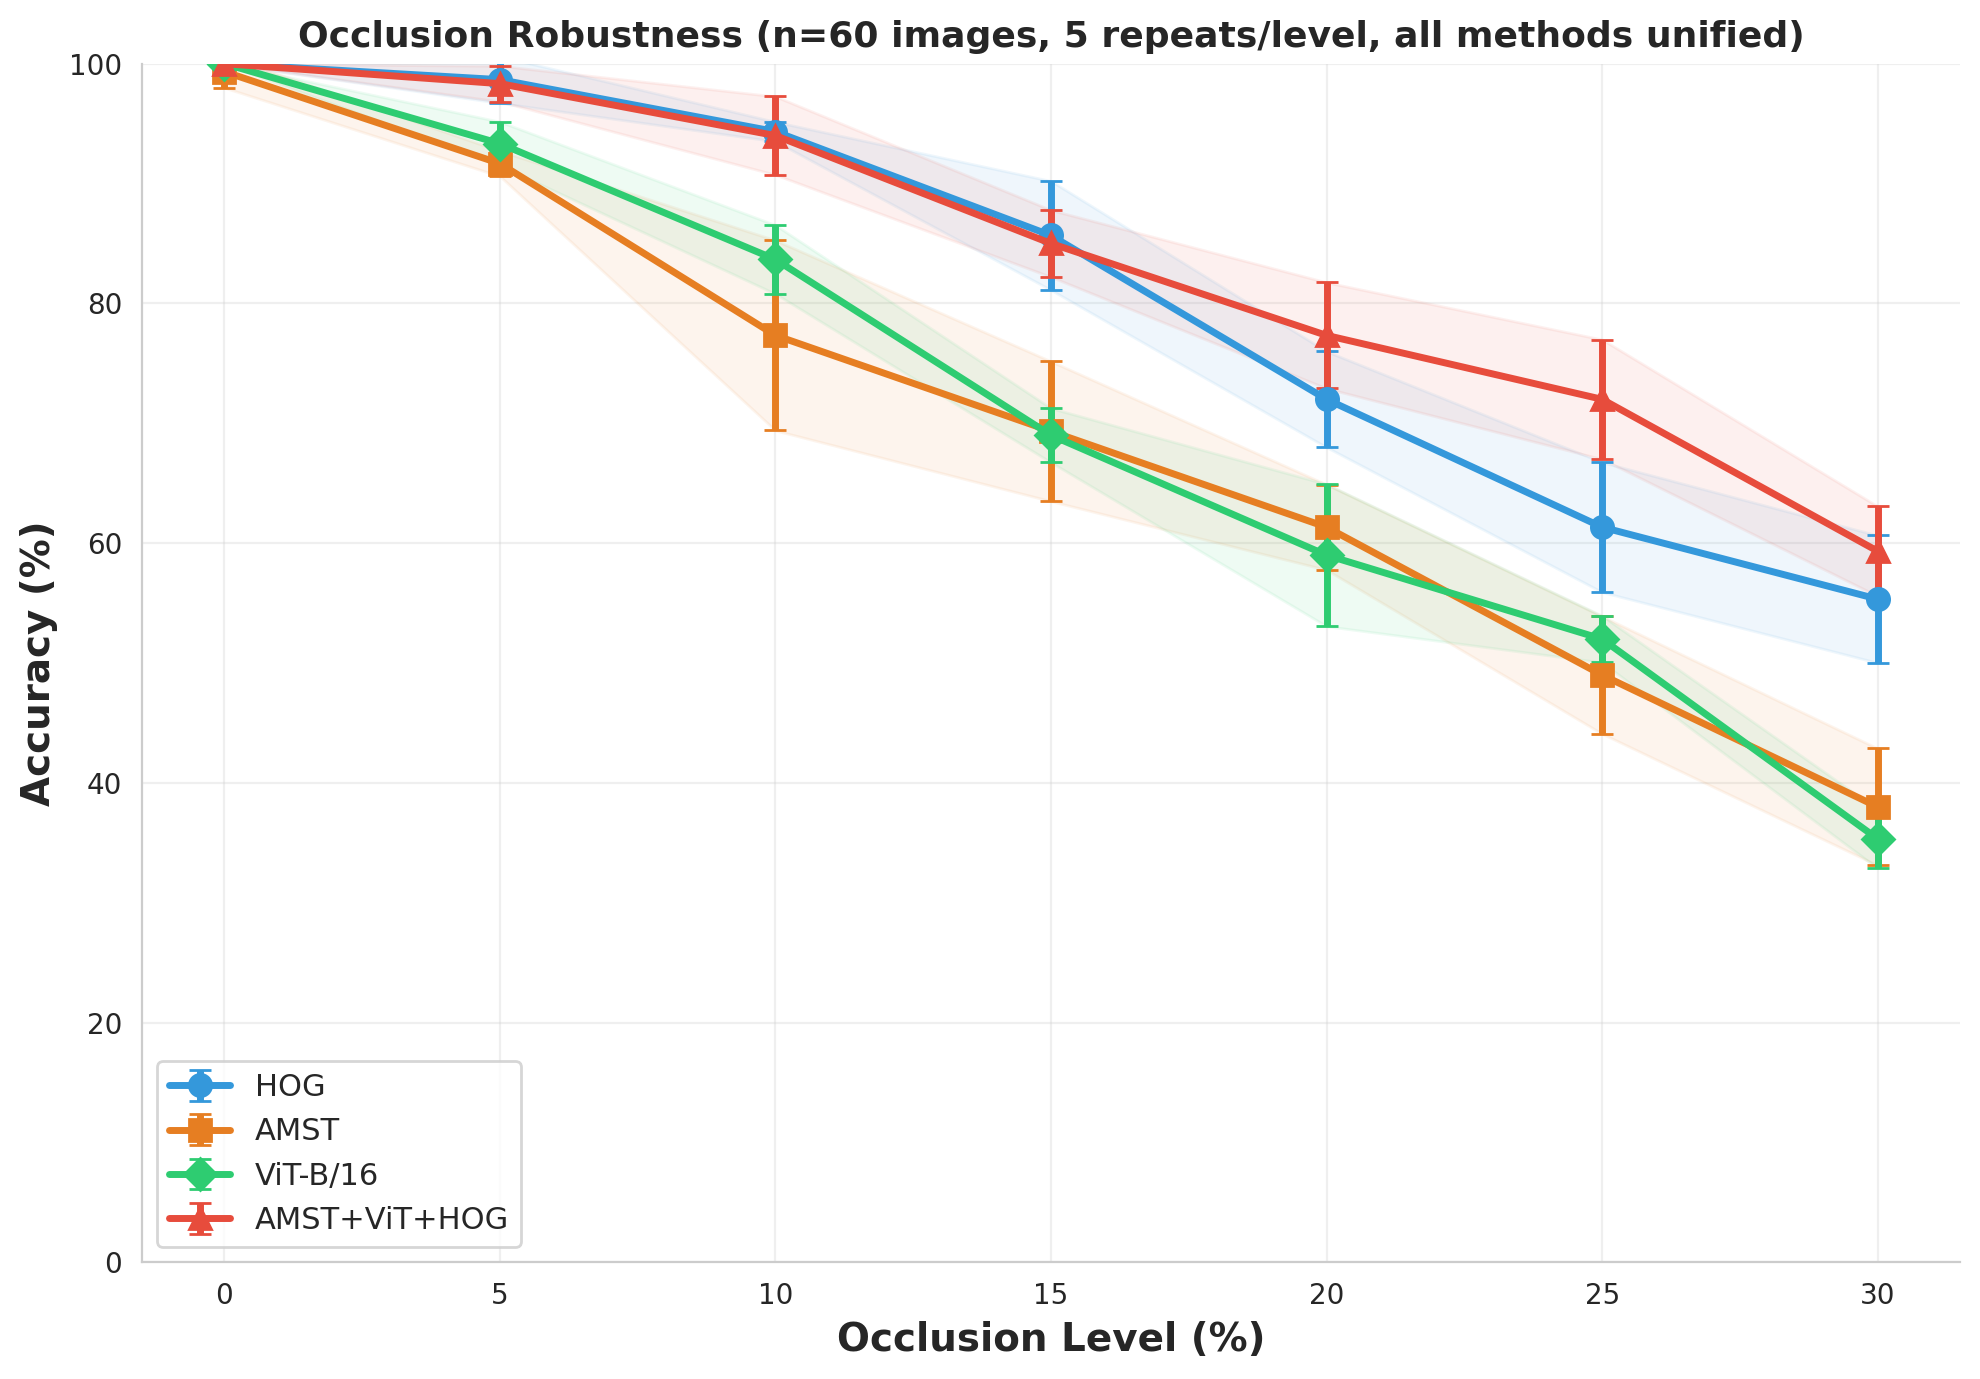 Occlusion Robustness (n=60 images, 5 repeats/level, all methods unified)
100
80
60
40
20
0
Accuracy (%)
HOG
AMST
ViT-B/16
AMST+ViT+HOG
0 5 10 15 20 25 30
Occlusion Level (%)